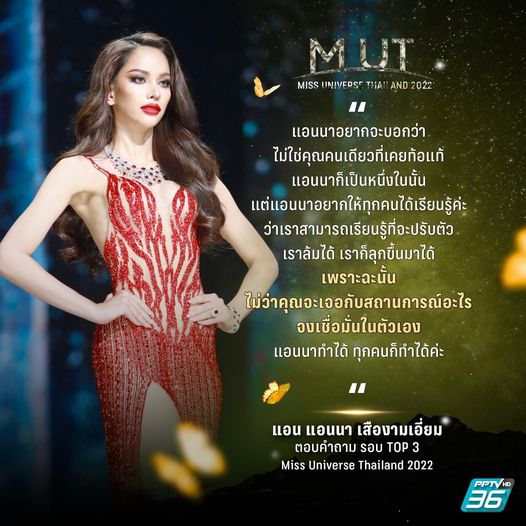 M UT
MISS UNIVERSE THAILAND 2022
"
แอนนาอยากจะบอกว่า
ไม่ใช่คุณคนเดียวที่เคยท้อแท้
แอนนาก็เป็นหนึ่งในนั้น
แต่แอนนาอยากให้ทุกคนได้เรียนรู้ค่ะ
ว่าเราสามารถเรียนรู้ที่จะปรับตัว
เราล้มได้ เราก็ลุกขึ้นมาได้
เพราะฉะนั้น
ไม่ว่าคุณจะเจอกับสถานการณ์อะไร
จงเชื่อมั่นในตัวเอง
แอนนาทำได้ ทุกคนก็ทำได้ค่ะ
"
แอน แอนนา เสืองามเอี่ยม
ตอบคำถาม รอบ TOP 3
Miss Universe Thailand 2022
PPTV HD
36